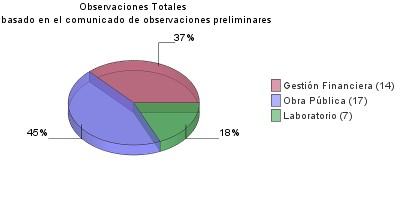 Observaciones Totales
basado en el comunicado de observaciones preliminares
37%
Gestión Financiera (14)
Obra Pública (17)
Laboratorio (7)
45%
18%